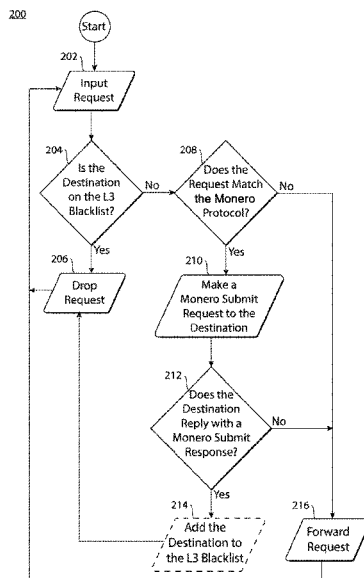 200
Start
202
Input
Request
204
Is the
Destination
on the L3
Blacklist?
No
208
Does the
Request Match
the Monero
Protocol?
No
Yes
206
Drop
Request
Yes
210
Make a
Monero Submit
Request to the
Destination
212
Does the
Destination
Reply with a
Monero Submit
Response?
No
Yes
214
Add the
Destination to
the L3 Blacklist
216
Forward
Request